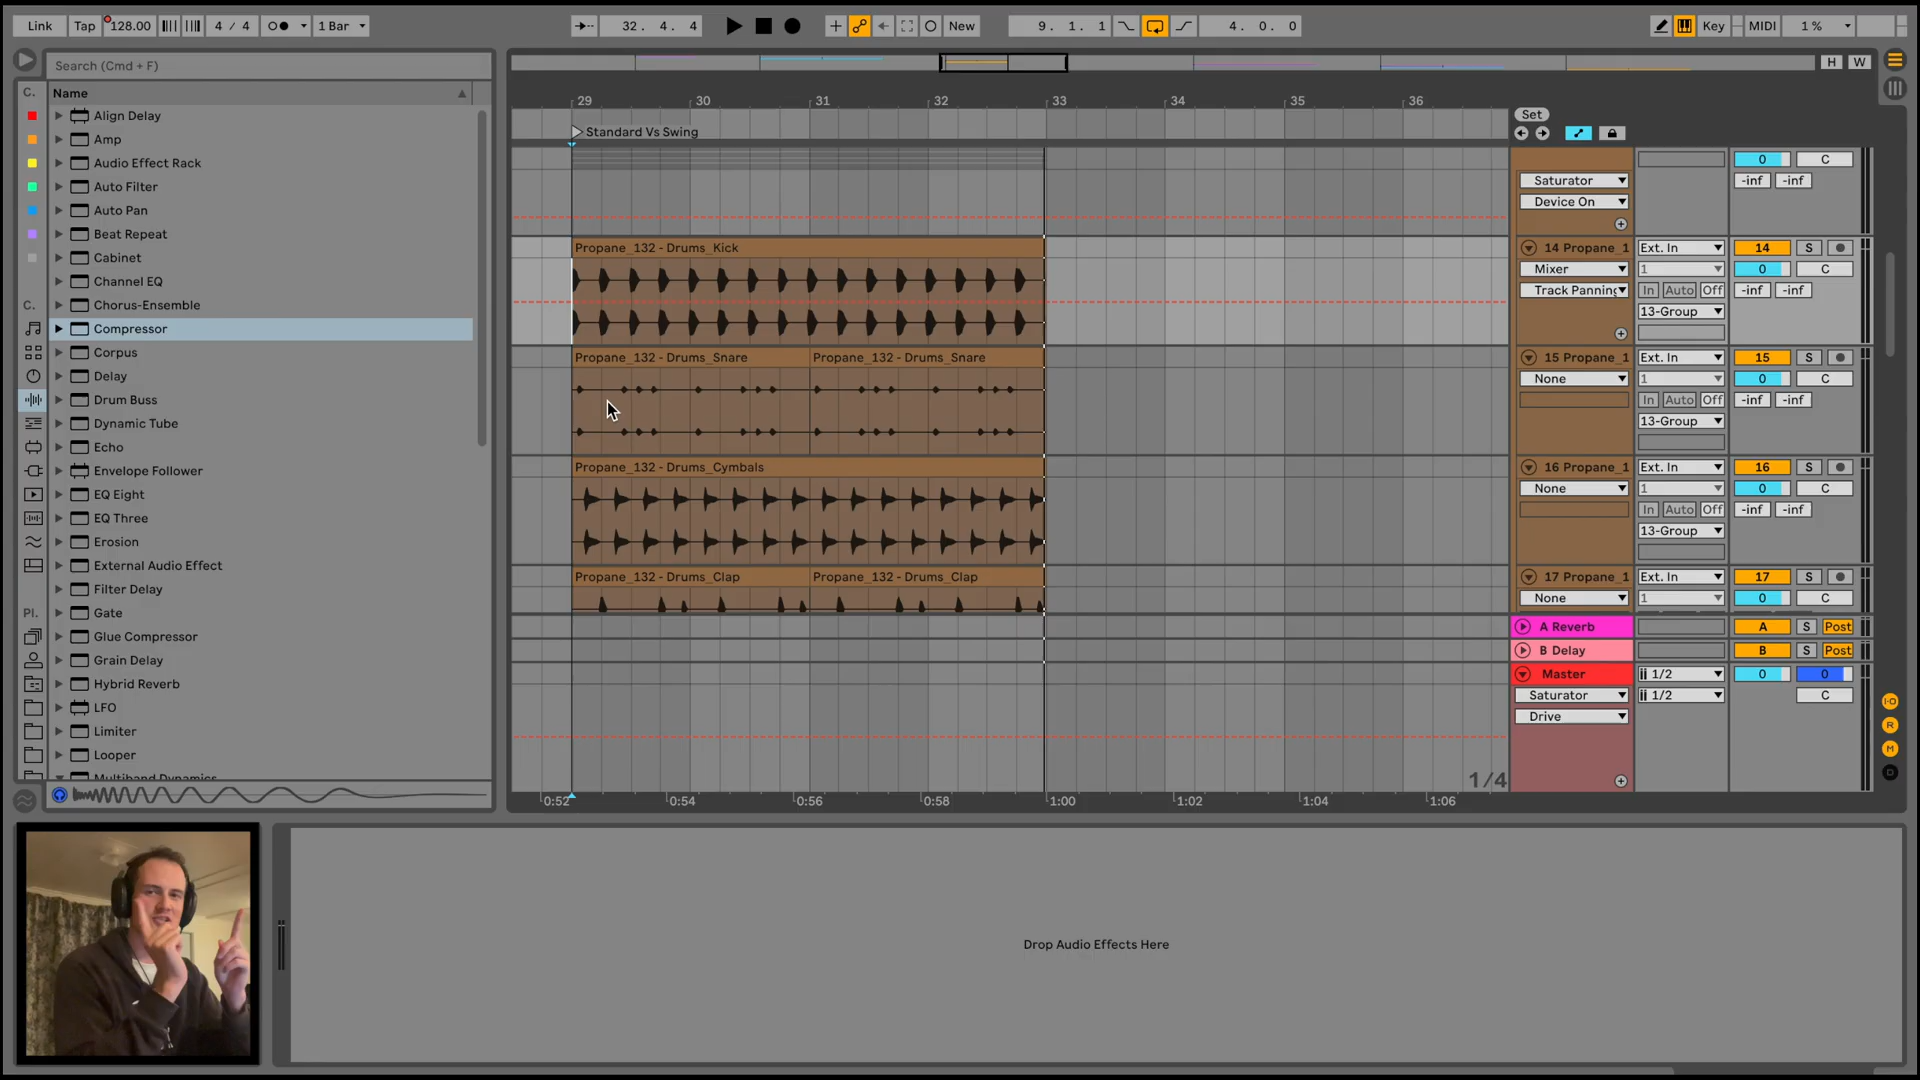 Link Tap 128.00 4 / 4 1 Bar 32. 4. 4 New 9. 1. 1 4. 0. 0 Key MIDI 1 %
Search (Cmd + F)
H W
C. Name
Align Delay
Amp
Audio Effect Rack
Auto Filter
Auto Pan
Beat Repeat
Cabinet
Channel EQ
C. Chorus-Ensemble
Compressor
Corpus
Delay
Drum Buss
Dynamic Tube
Echo
Envelope Follower
EQ Eight
EQ Three
Erosion
External Audio Effect
Filter Delay
Pl. Gate
Glue Compressor
Grain Delay
Hybrid Reverb
LFO
Limiter
Looper
Multiband Dynamics
29 30 31 32 33 34 35 36
Standard Vs Swing
Set
0 C
Saturator -inf -inf
Device On
Propane_132 - Drums_Kick
14 Propane_1 Ext. In 14 S
Mixer 1 0 C
Track Panning In Auto Off -inf -inf
13-Group
Propane_132 - Drums_Snare Propane_132 - Drums_Snare
15 Propane_1 Ext. In 15 S
None 1 0 C
In Auto Off -inf -inf
13-Group
Propane_132 - Drums_Cymbals
16 Propane_1 Ext. In 16 S
None 1 0 C
In Auto Off -inf -inf
13-Group
Propane_132 - Drums_Clap Propane_132 - Drums_Clap
17 Propane_1 Ext. In 17 S
None 1 0 C
A Reverb A S Post
B Delay B S Post
Master 1/2 0 0
Saturator 1/2 C
Drive
1/4
0:52 0:54 0:56 0:58 1:00 1:02 1:04 1:06
I-O
R
M
D
Drop Audio Effects Here